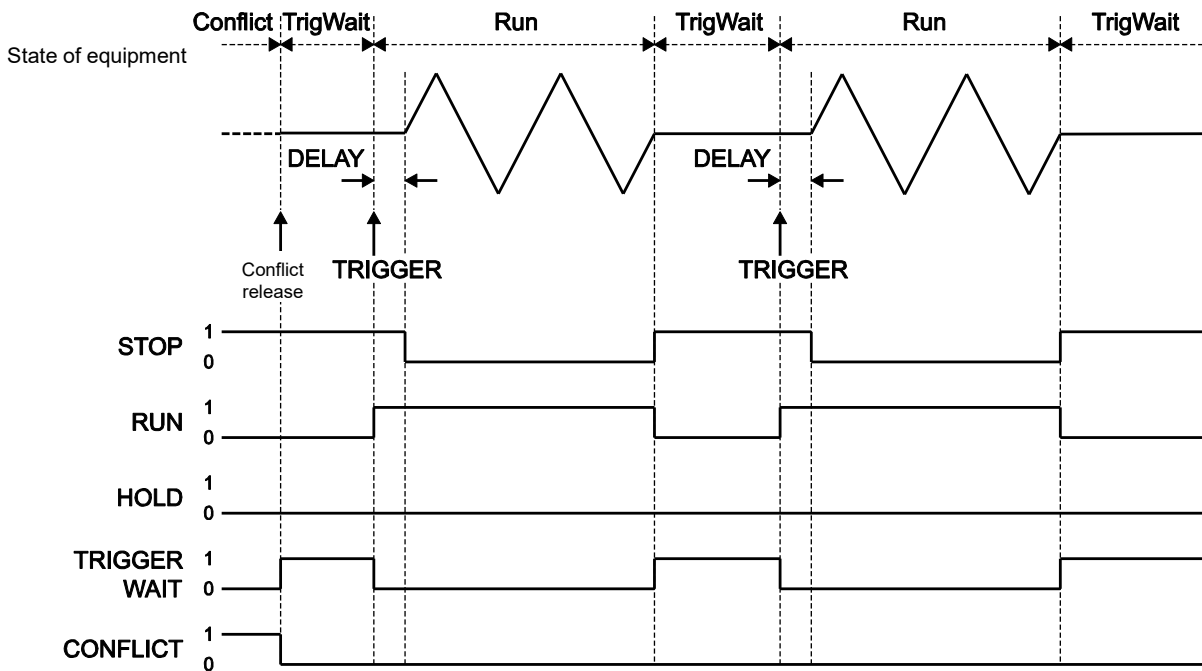 Conflict TrigWait Run TrigWait Run TrigWait
State of equipment
DELAY DELAY
Conflict
release
TRIGGER TRIGGER
STOP 1
0
RUN 1
0
HOLD 1
0
TRIGGER
WAIT 1
0
CONFLICT 1
0